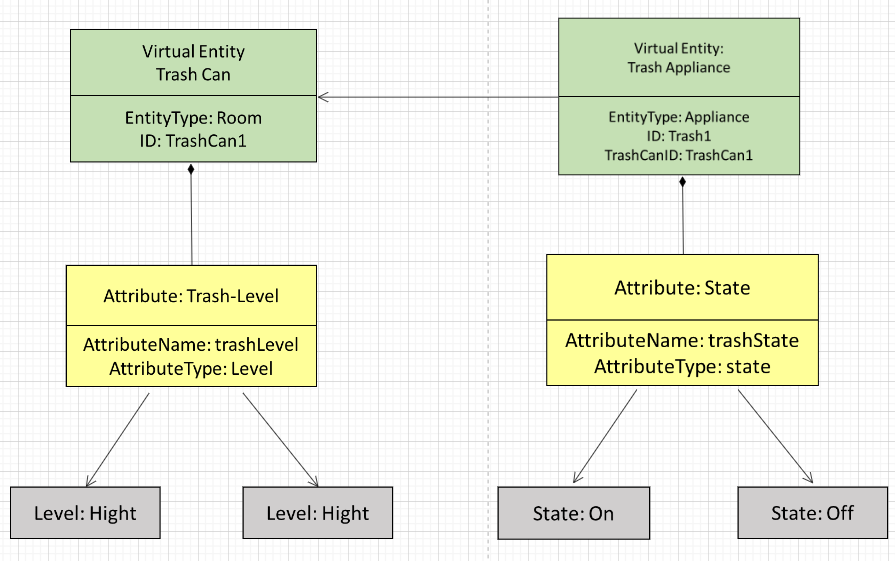 Virtual Entity
Trash Can
EntityType: Room
ID: TrashCan1
Virtual Entity:
Trash Appliance
EntityType: Appliance
ID: Trash1
TrashCanID: TrashCan1
Attribute: Trash-Level
AttributeName: trashLevel
AttributeType: Level
Attribute: State
AttributeName: trashState
AttributeType: state
Level: Hight
Level: Hight
State: On
State: Off